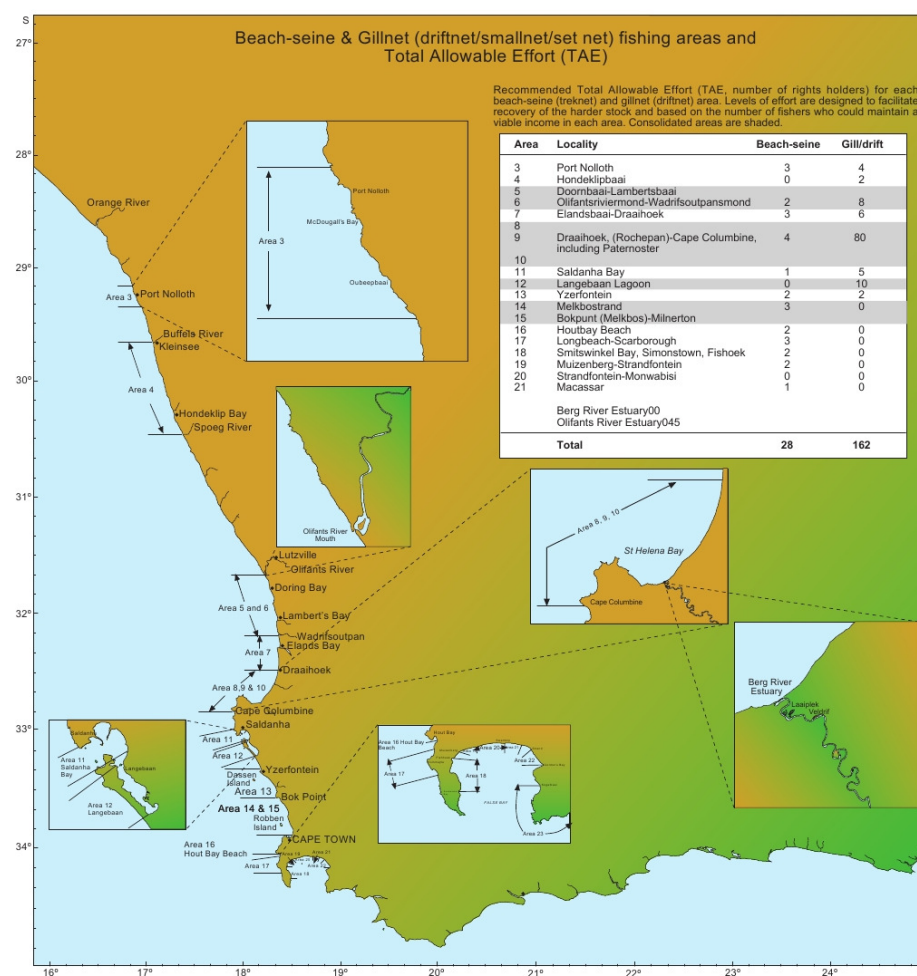 S
Beach-seine & Gillnet (driftnet/smallnet/set net) fishing areas and
Total Allowable Effort (TAE)
Recommended Total Allowable Effort (TAE, number of rights holders) for each
beach-seine (treknet) and gillnet (driftnet) area. Levels of effort are designed to facilitate
recovery of the harder stock and based on the number of fishers who could maintain a
viable income in each area. Consolidated areas are shaded.
Area Locality Beach-seine Gill/drift
3 Port Nolloth 3 4
4 Hondeklipbaai 0 2
5 Doornbaai-Lambertsbaai
6 Olifantsriviermond-Wadrifsoutpansmond 2 8
7 Elandsbaai-Draaihoek 3 6
8
9 Draaihoek, (Rochepan)-Cape Columbine, 4 80
including Paternoster
10
11 Saldanha Bay 1 5
12 Langebaan Lagoon 0 10
13 Yzerfontein 2 2
14 Melkbostrand 3 0
15 Bokpunt (Melkbos)-Milnerton
16 Houtbay Beach 2 0
17 Longbeach-Scarborough 3 0
18 Smitswinkel Bay, Simonstown, Fishoek 2 0
19 Muizenberg-Strandfontein 2 0
20 Strandfontein-Monwabisi 0 0
21 Macassar 1 0
Berg River Estuary00
Olifants River Estuary045
Total 28 162
27°
28°
29°
30°
31°
32°
33°
34°
Orange River
Area 3
Port Nolloth
Buffels River
Kleinsee
Area 4
Hondeklip Bay
Spoeg River
Lutzville
Olifants River
Doring Bay
Area 5 and 6
Lambert's Bay
Wadrifsoutpan
Elands Bay
Area 7
Draaihoek
Area 8,9 & 10
Cape Columbine
Saldanha
Area 11
Area 12
Yzerfontein
Dassen
Island
Area 13
Bok Point
Area 14 & 15
Robben
Island
CAPE TOWN
Area 16
Hout Bay Beach
Area 17
Area 18
Area 21
Port Nolloth
McDougall's Bay
Area 3
Oubeepbaai
Olifants River
Mouth
Area 8, 9, 10
St Helena Bay
Cape Columbine
Berg River
Estuary
Laaiplek
Veldrif
Saldanha
Area 11
Saldanha
Bay
Langebaan
Area 12
Langebaan
Hout Bay
Area 16 Hout Bay
Beach
Area 17
Area 20
Area 18
Area 22
FALSE BAY
Area 23
16° 17° 18° 19° 20° 21° 22° 23° 24°